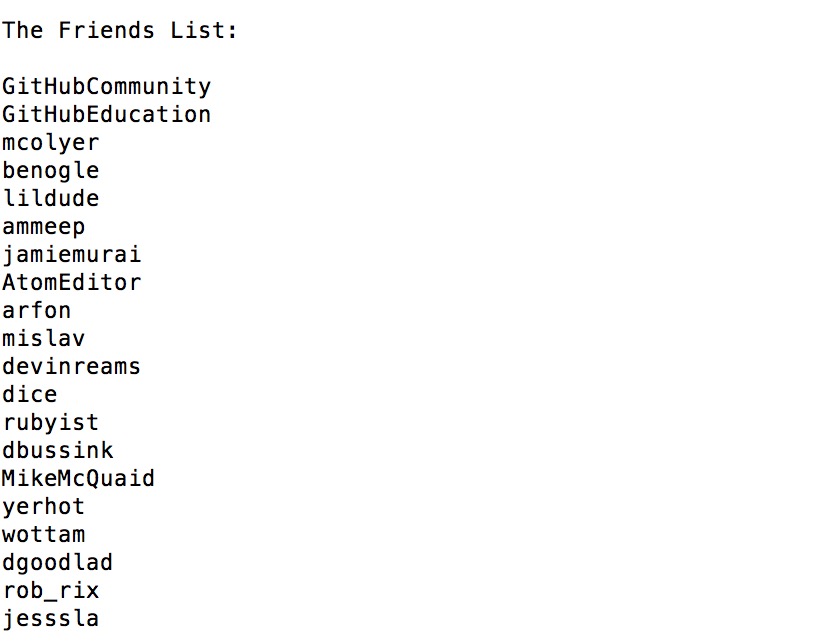 The Friends List:
GitHubCommunity
GitHubEducation
mcolyer
benogle
lildude
ammeep
jamiemurai
AtomEditor
arfon
mislav
devinreams
dice
rubyist
dbussink
MikeMcQuaid
yerhot
wottam
dgoodlad
rob_rix
jesssla